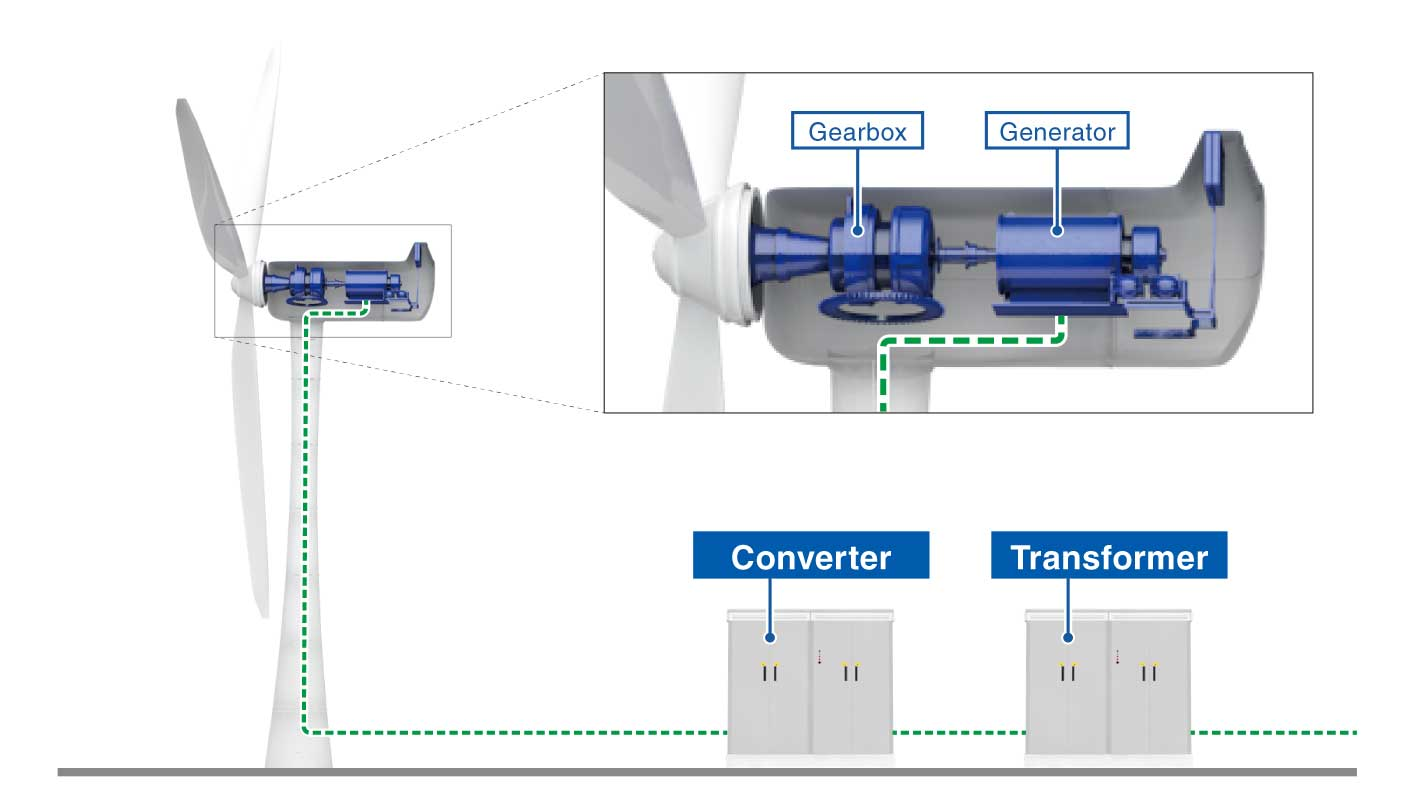 Gearbox
Generator
Converter
Transformer